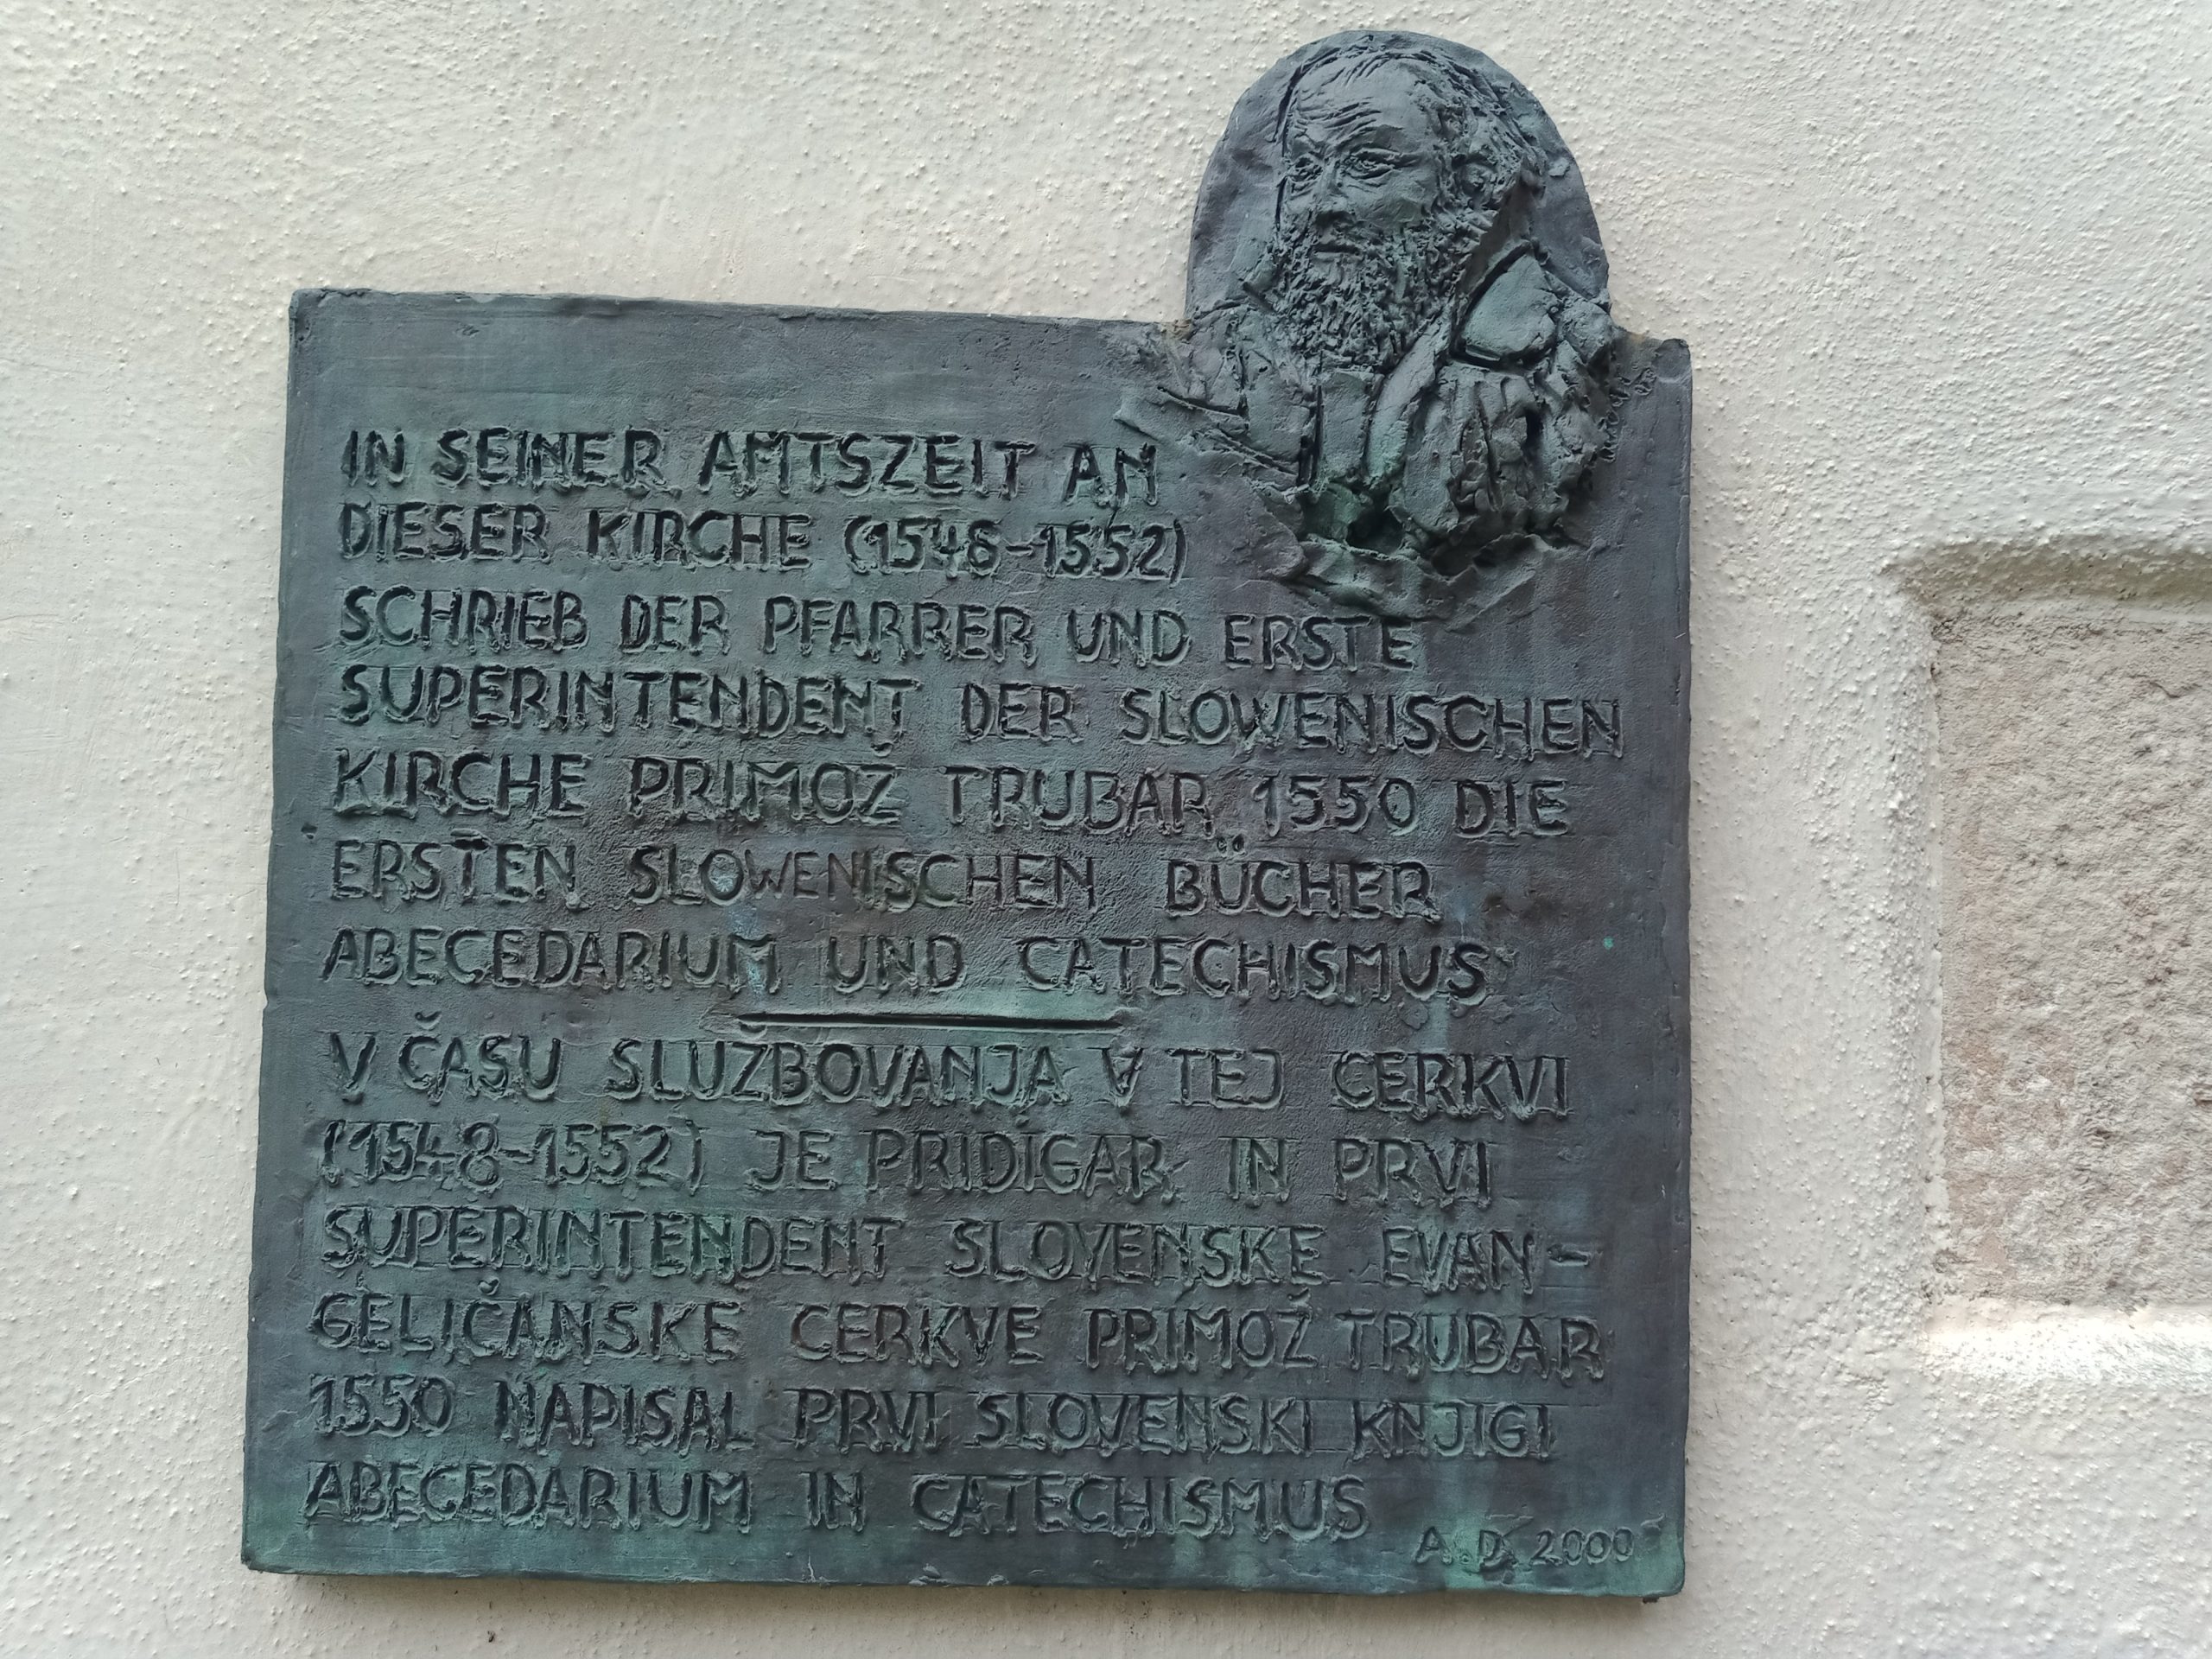 IN SEINER AMTSZEIT AN
DIESER KIRCHE (1548-1552)
SCHRIEB DER PFARRER UND ERSTE
SUPERINTENDENT DER SLOWENISCHEN
KIRCHE PRIMOŽ TRUBAR 1550 DIE
ERSTEN SLOWENISCHEN BÜCHER
ABECEDARIUM UND CATECHISMUS
V ČASU SLUŽBOVANJA V TEJ CERKVI
(1548-1552) JE PRIDIGAR IN PRVI
SUPERINTENDENT SLOVENSKE EVAN-
GELIČANSKE CERKVE PRIMOŽ TRUBAR
1550 NAPISAL PRVI SLOVENSKI KNJIGI
ABECEDARIUM IN CATECHISMUS
A.D. 2000